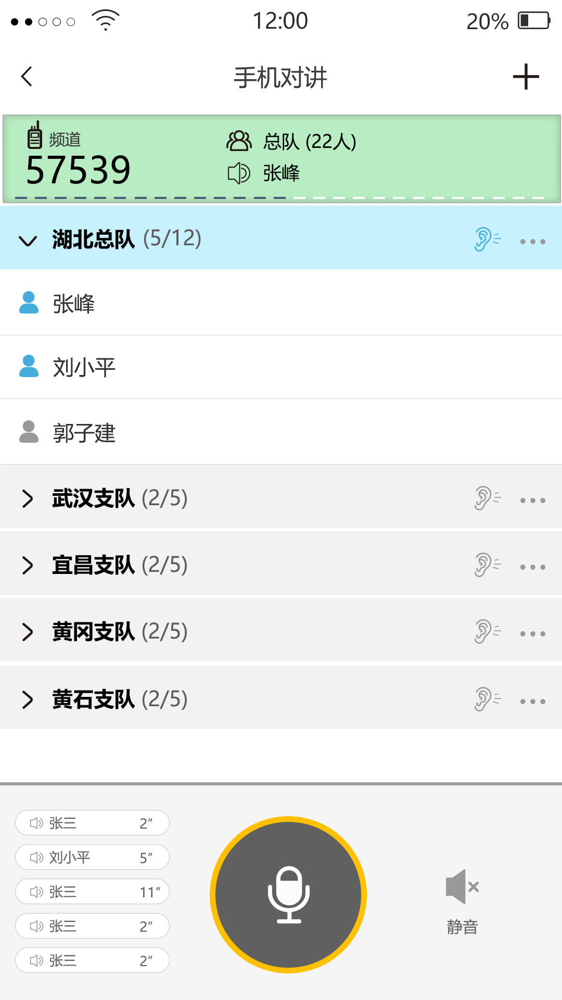 12:00 20%
手机对讲
频道
57539
总队 (22人)
张峰
湖北总队 (5/12)
张峰
刘小平
郭子建
武汉支队 (2/5)
宜昌支队 (2/5)
黄冈支队 (2/5)
黄石支队 (2/5)
张三 2″
刘小平 5″
张三 11″
张三 2″
张三 2″
静音